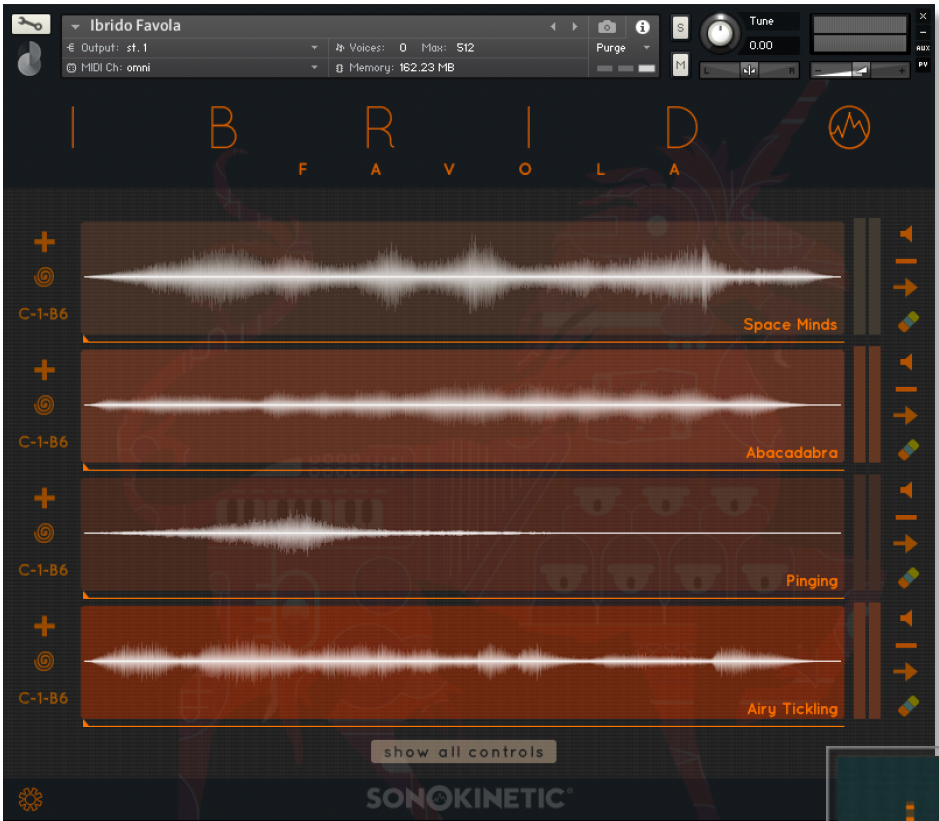 Ibrido Favola
Output: st. 1
Voices: 0 Max: 512
Purge
MIDI Ch: omni
Memory: 162.23 MB
S
M
Tune
0.00
L R
- +
×
-
AUX
PV
I B R I D
F A V O L A
C-1-B6
Space Minds
C-1-B6
Abacadabra
C-1-B6
Pinging
C-1-B6
Airy Tickling
show all controls
SONOKINETIC®